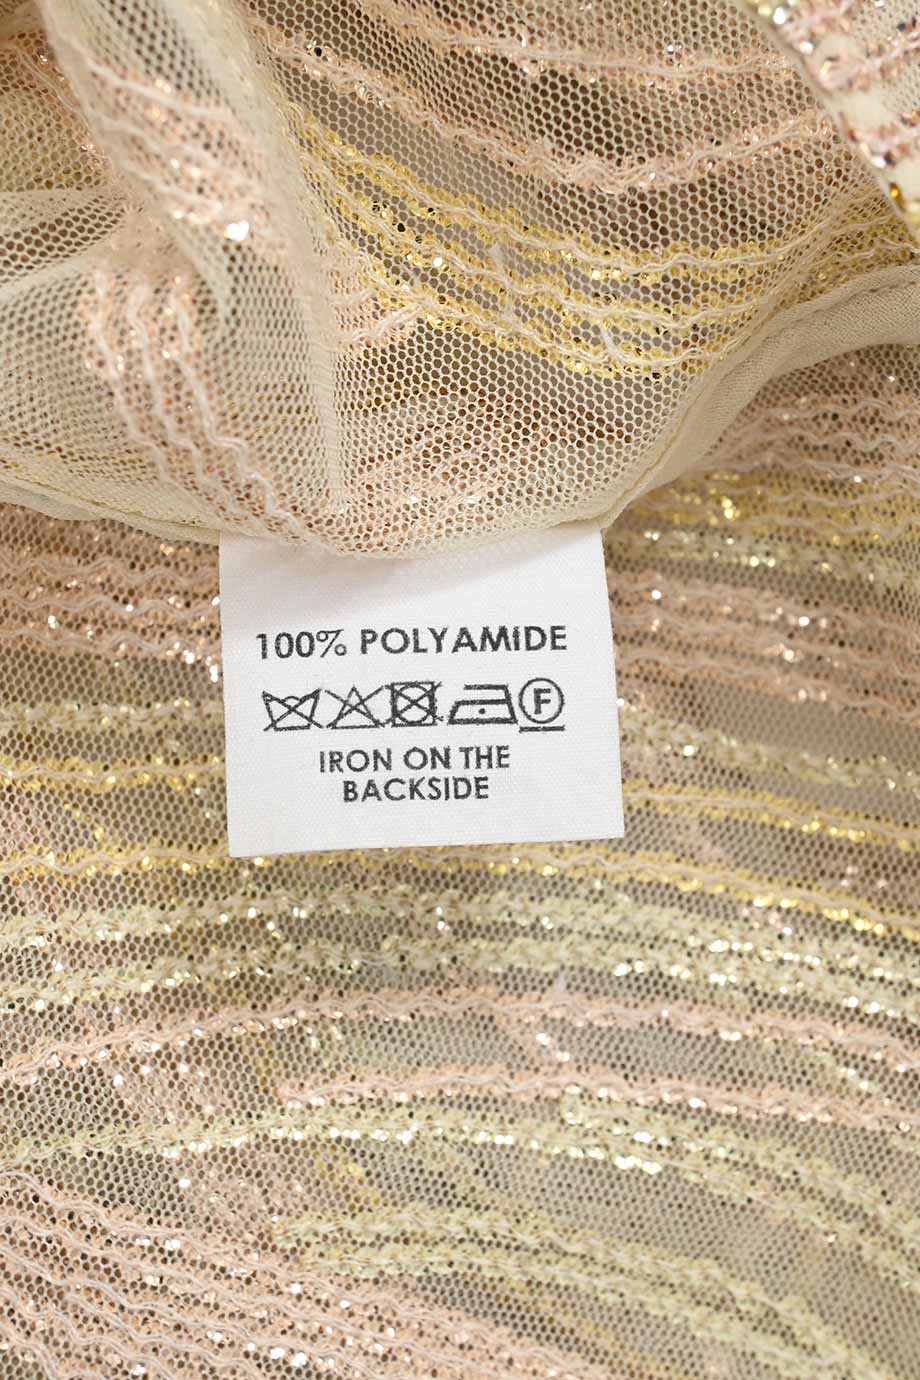 100% POLYAMIDE
F
IRON ON THE
BACKSIDE